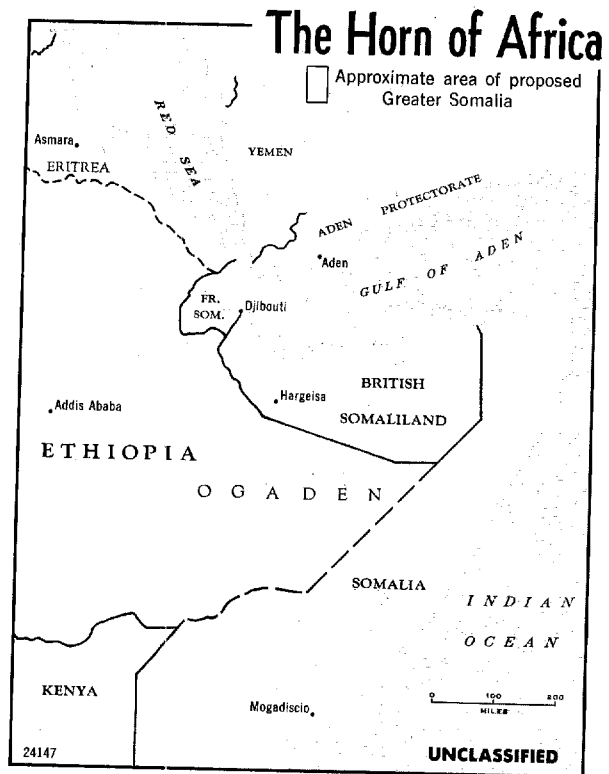 The Horn of Africa
Approximate area of proposed
Greater Somalia
RED SEA
Asmara
ERITREA
YEMEN
ADEN PROTECTORATE
Aden
GULF OF ADEN
FR.
SOM.
Djibouti
BRITISH
SOMALILAND
Hargeisa
Addis Ababa
ETHIOPIA
OGADEN
SOMALIA
INDIAN
OCEAN
KENYA
0 100 200
MILES
Mogadiscio
24147
UNCLASSIFIED